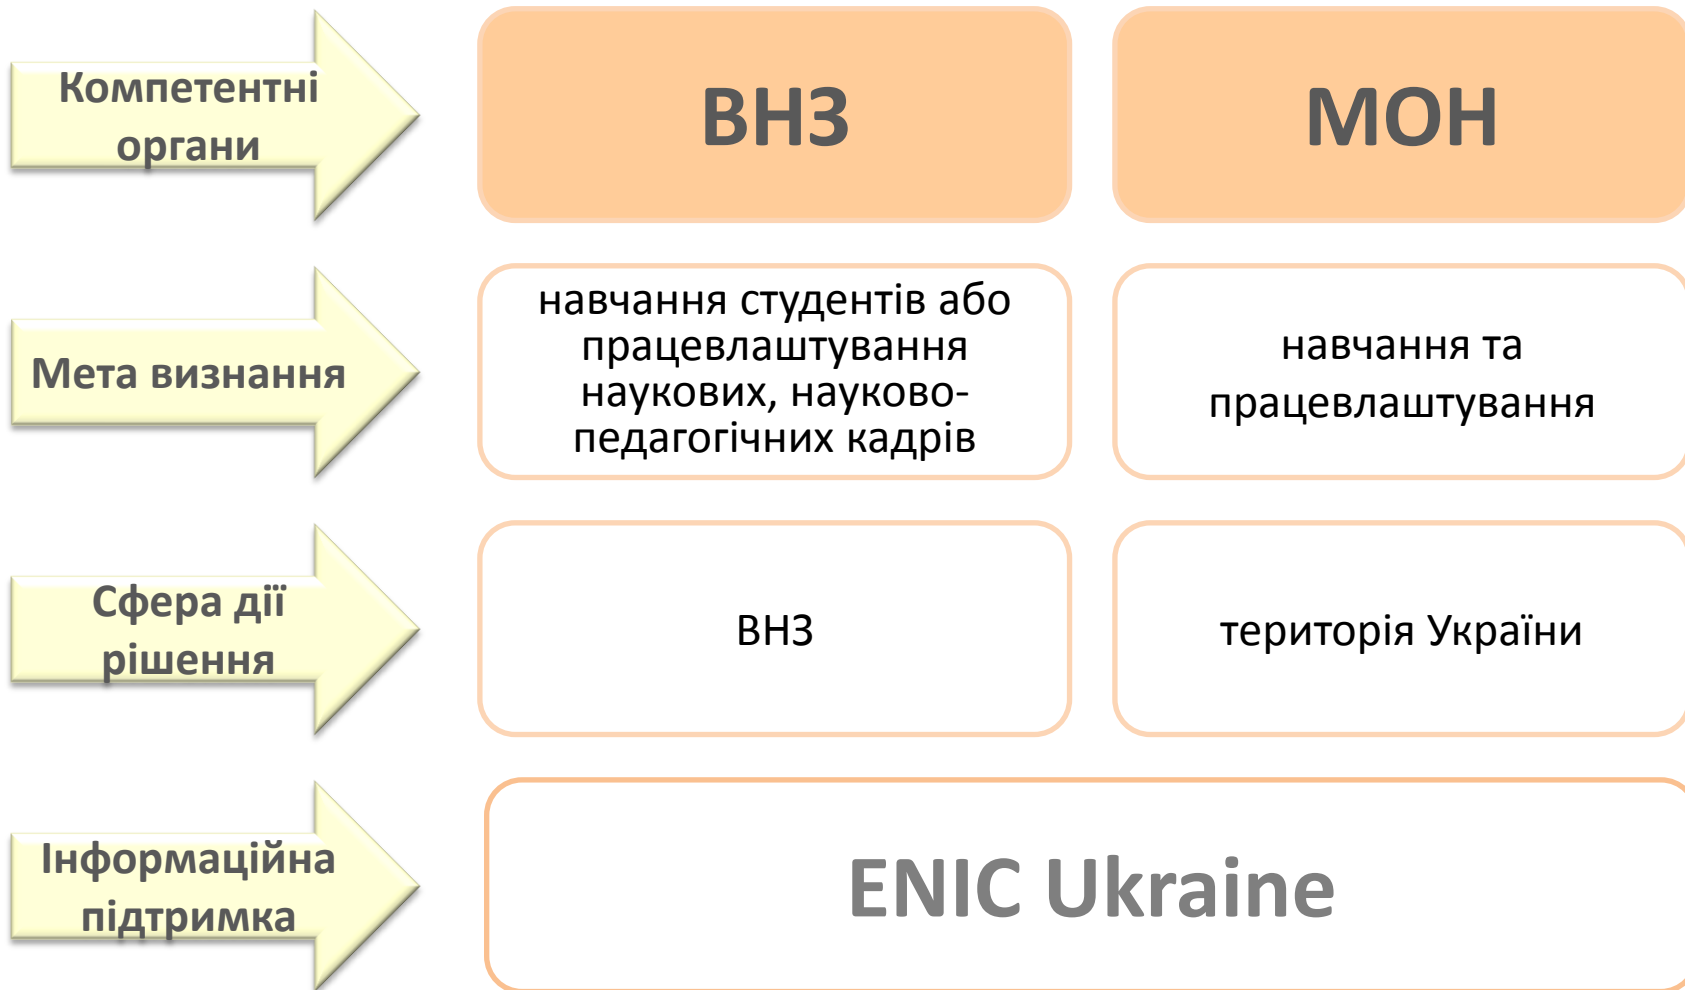 Компетентні
органи
ВНЗ
МОН
Мета визнання
навчання студентів або
працевлаштування
наукових, науково-
педагогічних кадрів
навчання та
працевлаштування
Сфера дії
рішення
ВНЗ
територія України
Інформаційна
підтримка
ENIC Ukraine